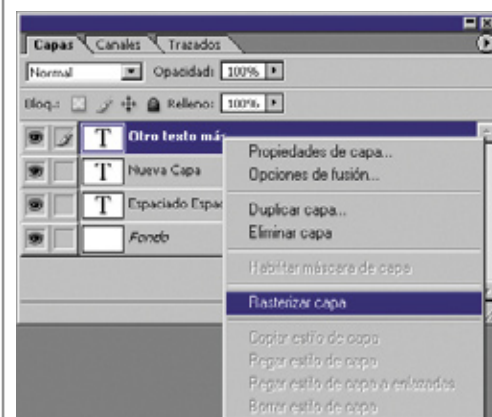 Capas Canales Trazados
Normal Opacidad: 100%
Bloq.: Relleno: 100%
T Otro texto más
T Nueva Capa
T Espaciado Espac
Fondo
Propiedades de capa...
Opciones de fusión...
Duplicar capa...
Eliminar capa
Habilitar máscara de capa
Rasterizar capa
Copiar estilo de capa
Pegar estilo de capa
Pegar estilo de capa a enlazadas
Borrar estilo de capa